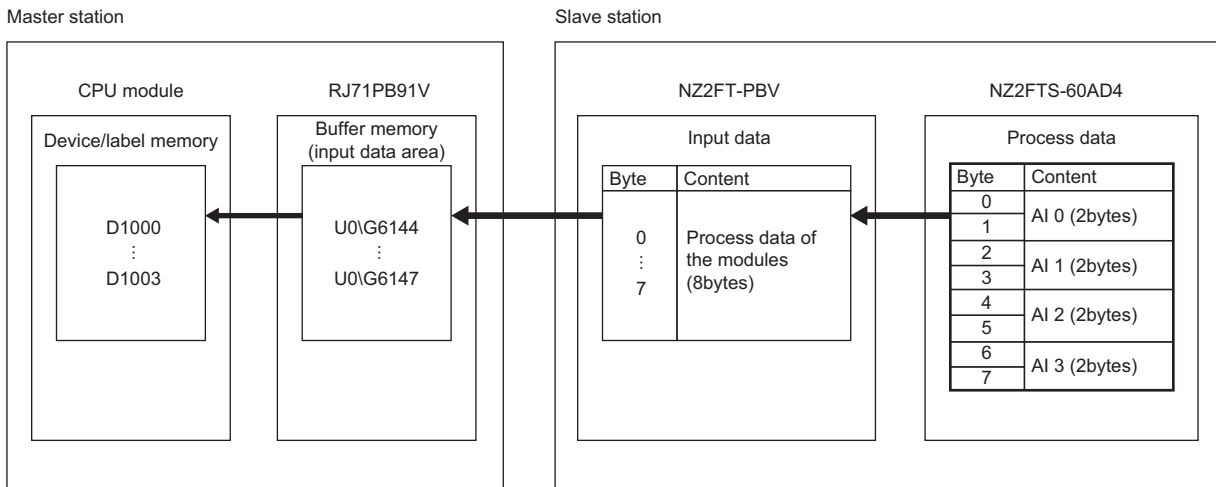 Master station
Slave station
CPU module
RJ71PB91V
NZ2FT-PBV
NZ2FTS-60AD4
Device/label memory
D1000
⋮
D1003
Buffer memory
(input data area)
U0\G6144
⋮
U0\G6147
Input data
Byte Content
0
⋮
7
Process data of
the modules
(8bytes)
Process data
Byte Content
0
1
AI 0 (2bytes)
2
3
AI 1 (2bytes)
4
5
AI 2 (2bytes)
6
7
AI 3 (2bytes)